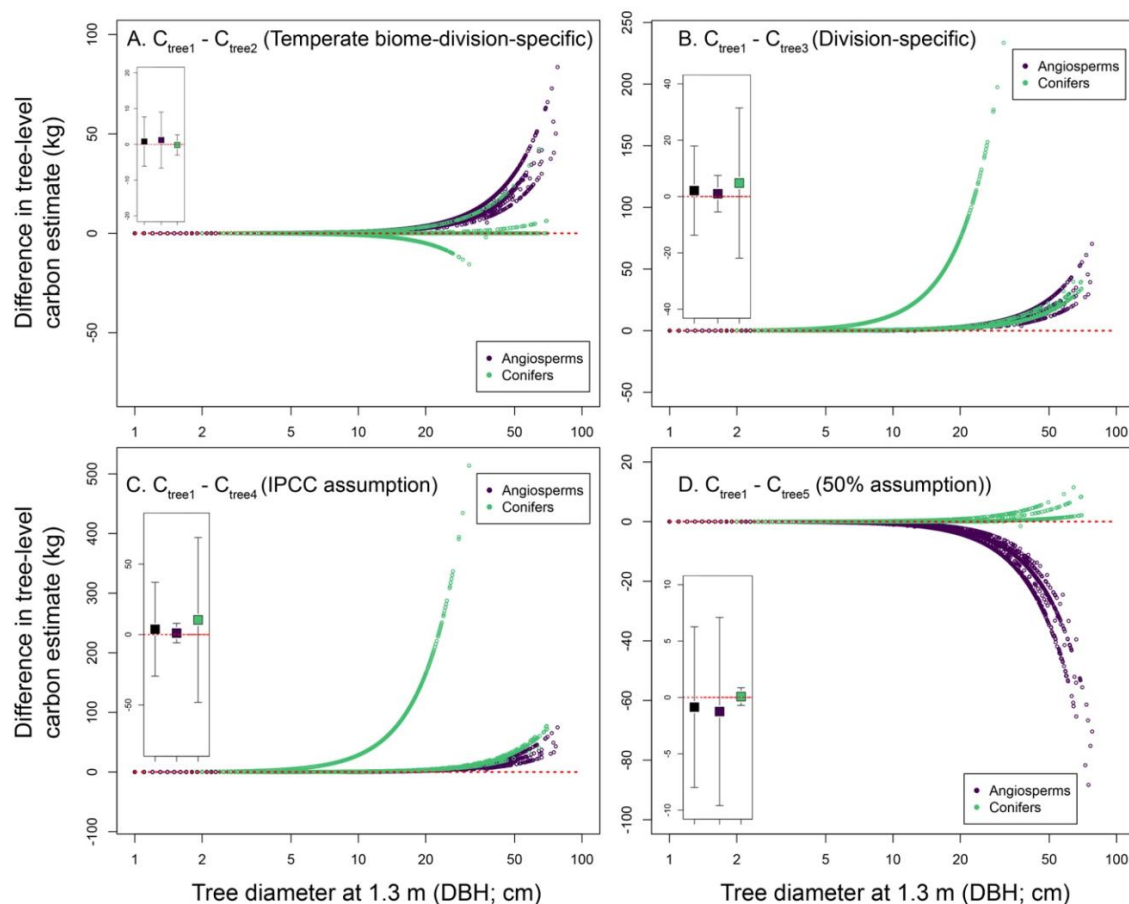 A. Ctree1 - Ctree2 (Temperate biome-division-specific)
Difference in tree-level
carbon estimate (kg)
100
50
0
-50
20
10
0
-10
-20
Angiosperms
Conifers
1 2 5 10 20 50 100
B. Ctree1 - Ctree3 (Division-specific)
250
200
150
100
50
0
-50
40
20
0
-20
-40
Angiosperms
Conifers
1 2 5 10 20 50 100
C. Ctree1 - Ctree4 (IPCC assumption)
Difference in tree-level
carbon estimate (kg)
500
400
300
200
100
0
-100
50
0
-50
Angiosperms
Conifers
1 2 5 10 20 50 100
Tree diameter at 1.3 m (DBH; cm)
D. Ctree1 - Ctree5 (50% assumption))
20
0
-20
-40
-60
-80
-100
10
5
0
-5
-10
Angiosperms
Conifers
1 2 5 10 20 50 100
Tree diameter at 1.3 m (DBH; cm)